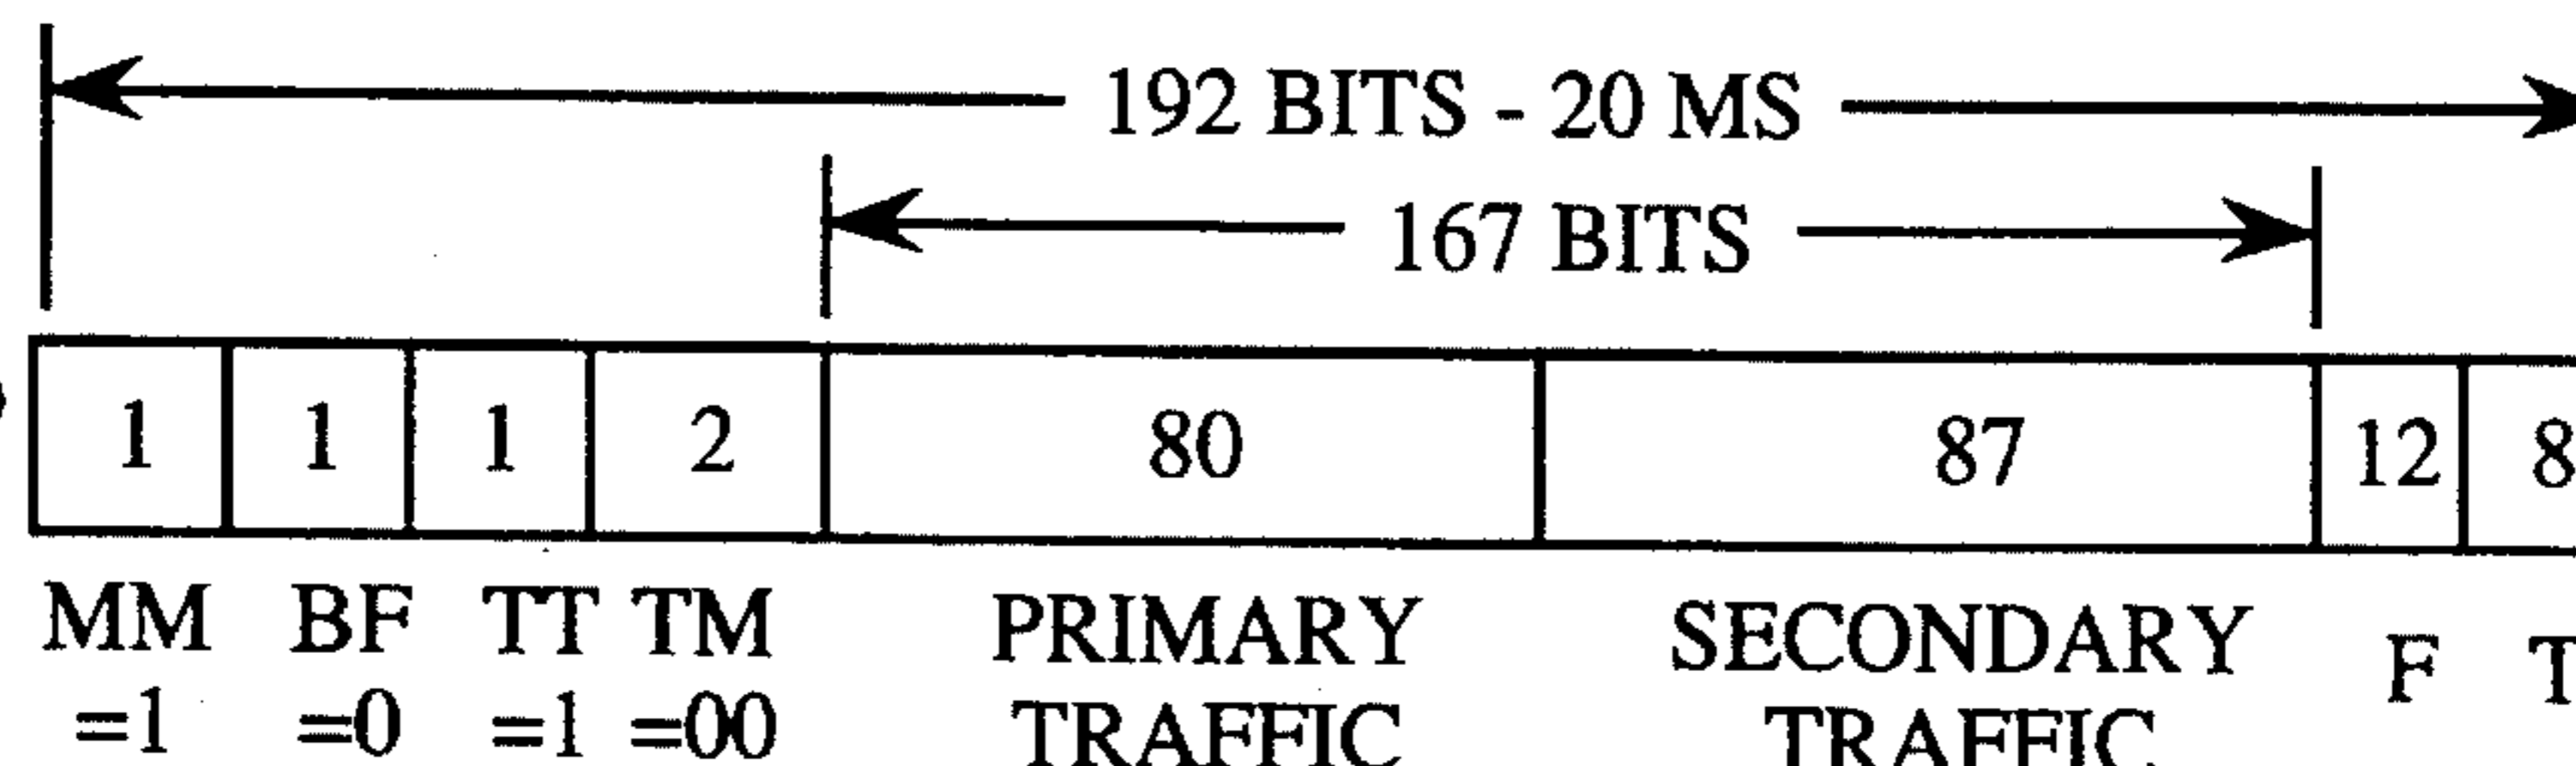 192 BITS - 20 MS
167 BITS
1 1 1 2 80 87 12 8
MM BF TT TM PRIMARY SECONDARY F T
=1 =0 =1 =00 TRAFFIC TRAFFIC